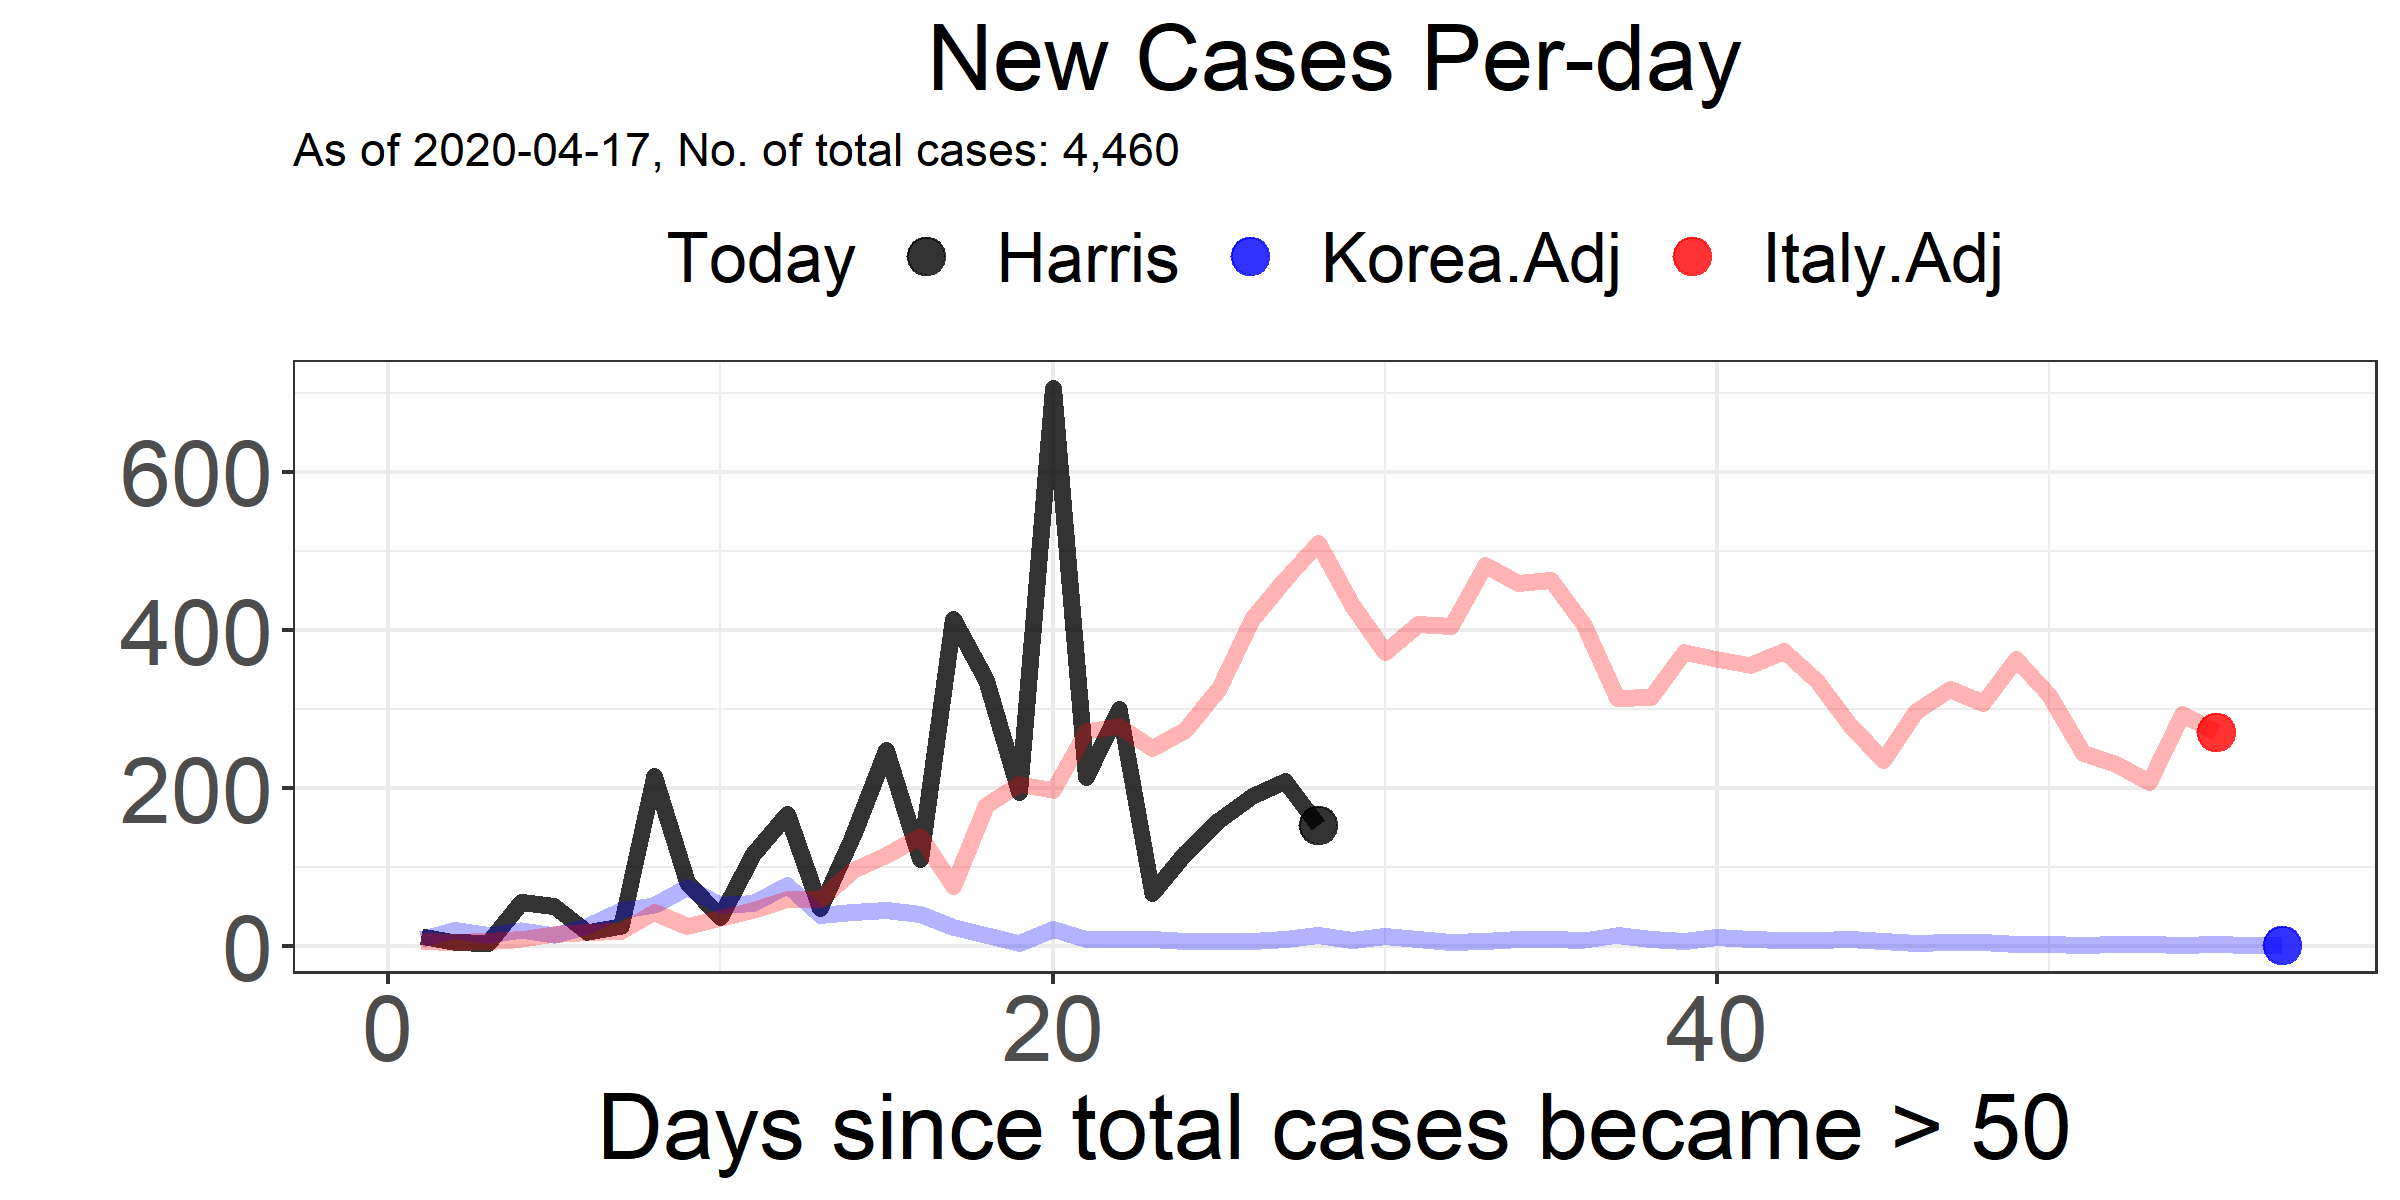 New Cases Per-day
As of 2020-04-17, No. of total cases: 4,460
Today Harris Korea.Adj Italy.Adj
600
400
200
0
0 20 40
Days since total cases became > 50